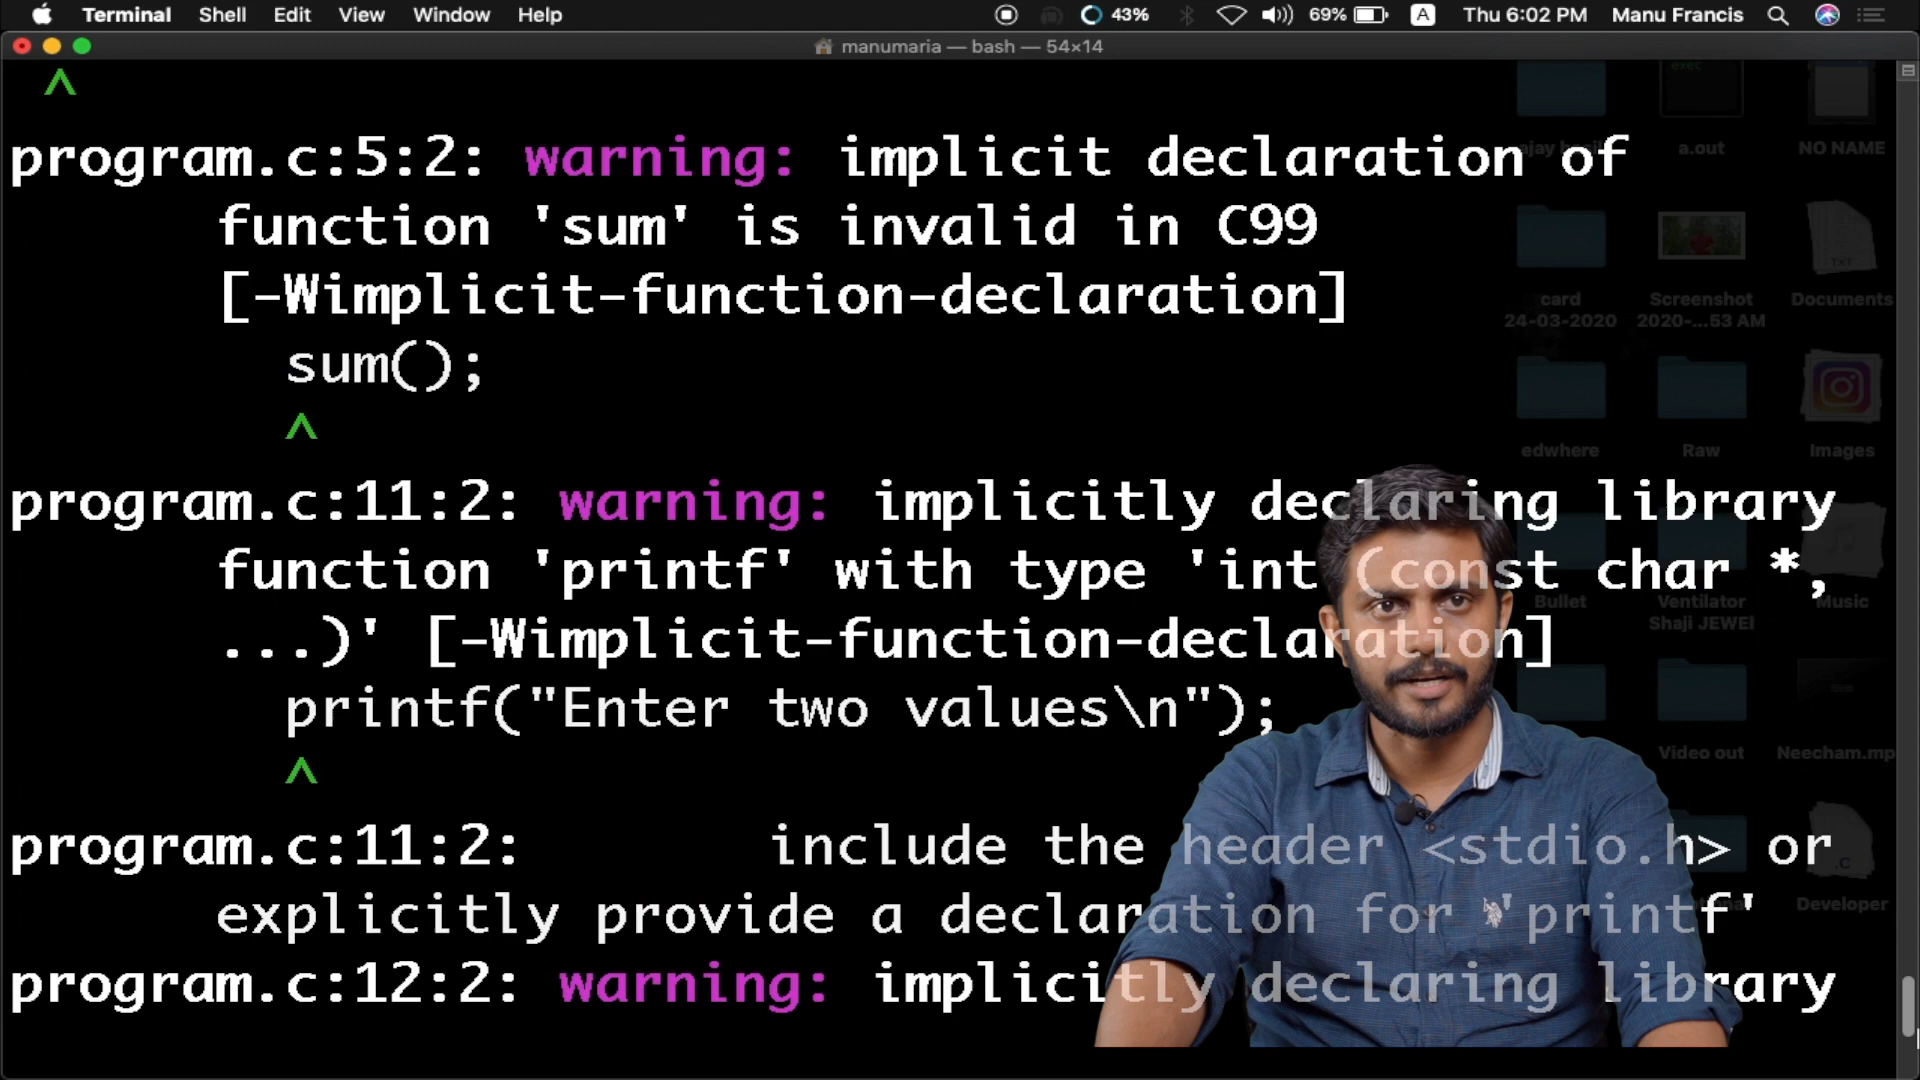 Terminal Shell Edit View Window Help 43% 69% A Thu 6:02 PM Manu Francis
manumaria — bash — 54×14
^
program.c:5:2: warning: implicit declaration of
function 'sum' is invalid in C99
[-Wimplicit-function-declaration]
sum();
^
program.c:11:2: warning: implicitly declaring library
function 'printf' with type 'int (const char *,
...)' [-Wimplicit-function-declaration]
printf("Enter two values\n");
^
program.c:11:2: include the header <stdio.h> or
explicitly provide a declaration for 'printf'
program.c:12:2: warning: implicitly declaring library
exec
a.out
NO NAME
card
24-03-2020
Screenshot
2020-...53 AM
TXT
Documents
edwhere
Raw
Images
Bullet
Ventilator
Shaji JEWEl
Music
Video out
Neecham.mp
.C
Developer